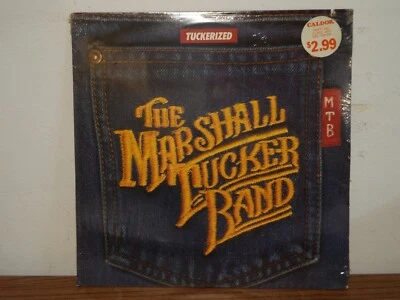 TUCKERIZED
CALDOR
$2.99
THE
MARSHALL
TUCKER
BAND
MTB